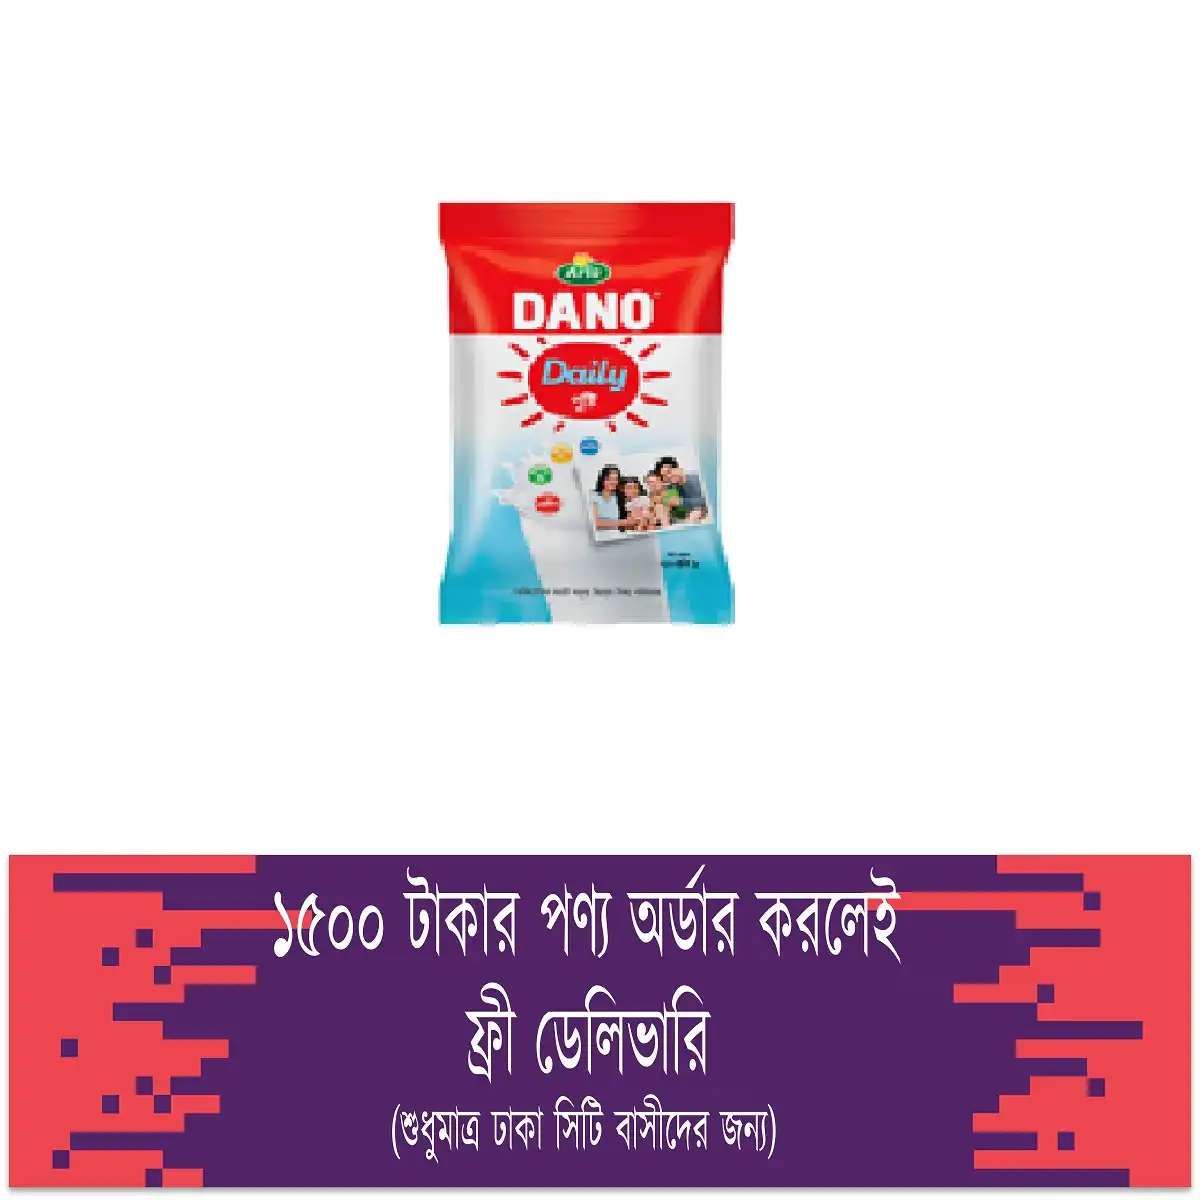 Arla
DANO
Daily
পুষ্টি
১৫০০ টাকার পণ্য অর্ডার করলেই
ফ্রী ডেলিভারি
(শুধুমাত্র ঢাকা সিটি বাসীদের জন্য)